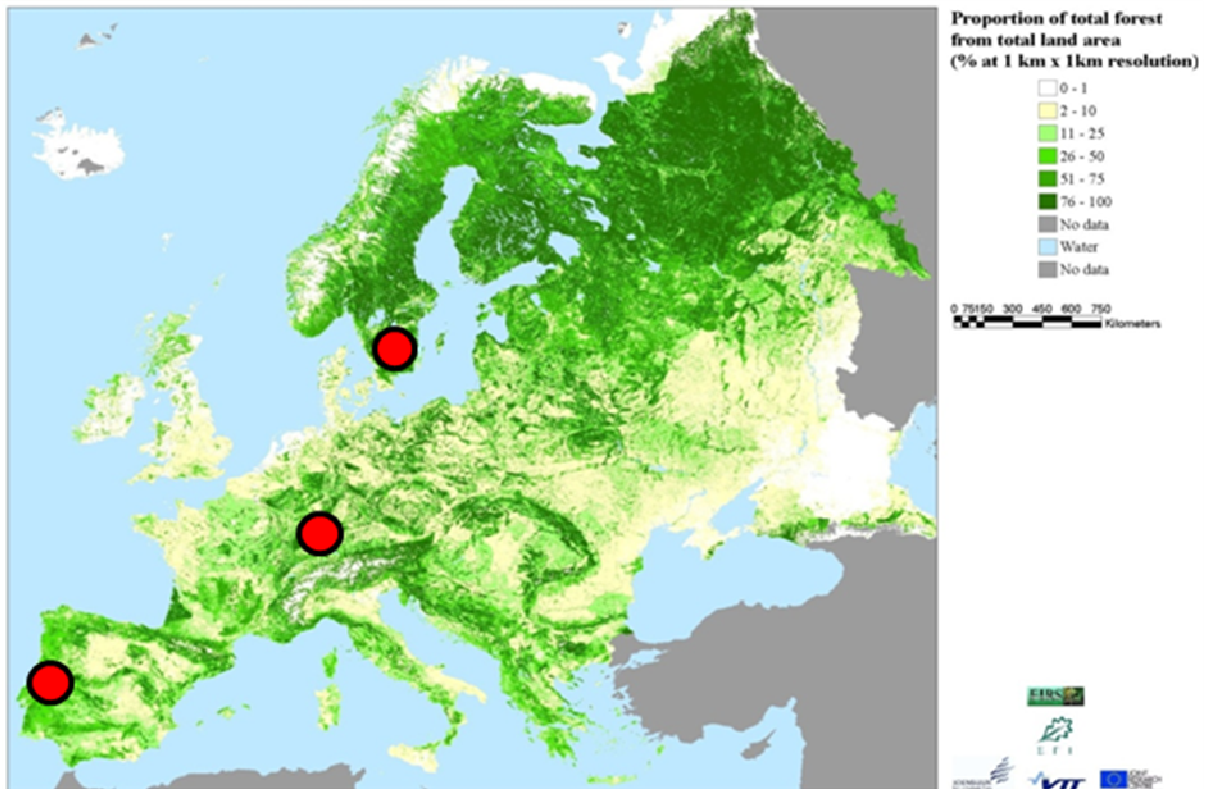 Proportion of total forest
from total land area
(% at 1 km x 1km resolution)
0 - 1
2 - 10
11 - 25
26 - 50
51 - 75
76 - 100
No data
Water
No data
0 75150 300 450 600 750
Kilometers
EFI